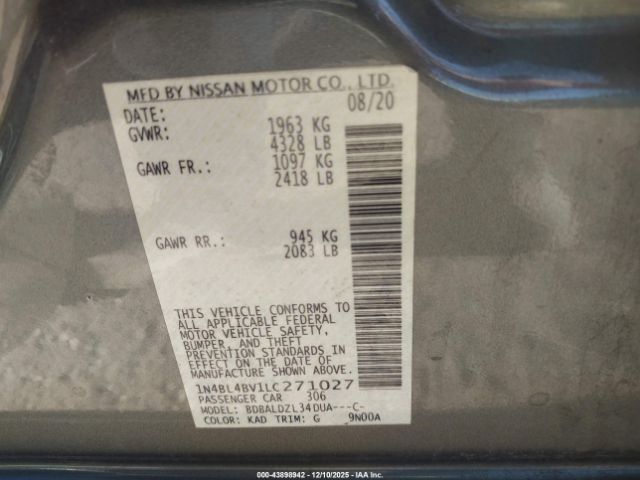 MFD BY NISSAN MOTOR CO., LTD.
DATE: 08/20
GVWR: 1963 KG
4328 LB
GAWR FR.: 1097 KG
2418 LB
GAWR RR.: 945 KG
2083 LB
THIS VEHICLE CONFORMS TO
ALL APPLICABLE FEDERAL
MOTOR VEHICLE SAFETY,
BUMPER, AND THEFT
PREVENTION STANDARDS IN
EFFECT ON THE DATE OF
MANUFACTURE SHOWN ABOVE
1N4BL4BV1LC271027
PASSENGER CAR 306
MODEL: BDBALDZL34DUA---C-
COLOR: KAD TRIM: G 9N00A
IAA-43898942 - 12/10/2025 - IAA Inc.